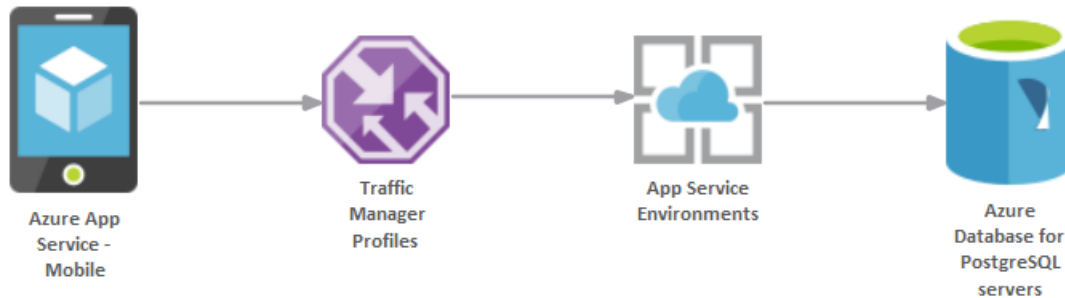 Azure App
Service -
Mobile
Traffic
Manager
Profiles
App Service
Environments
Azure
Database for
PostgreSQL
servers